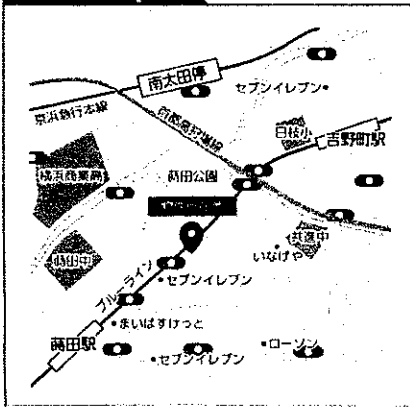 南太田停
セブンイレブン
京浜急行本線
首都高狩場線
日枝小
吉野町駅
横浜商業高
蒔田公園
蒔田中
共進中
いなげや
ブルーライン
セブンイレブン
まいばすけっと
蒔田駅
セブンイレブン
ローソン